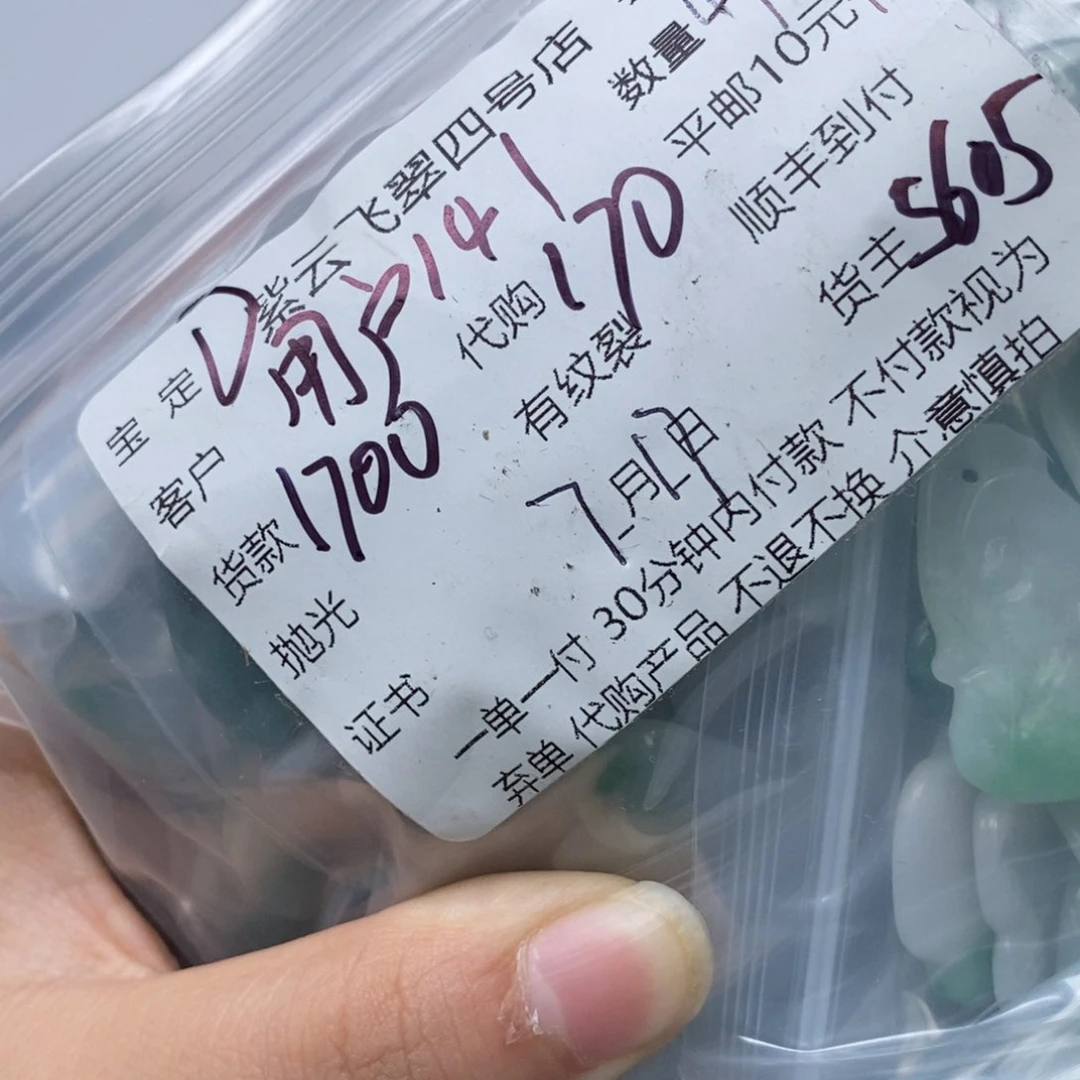 紫云飞翠四号店
数量
宝 定 D
平邮10元
客户 用户141
代购 170
顺丰到付
货款 1700
有纹裂
货主 S605
抛光
7月
证书
一单一付 30分钟内付款 不付款视为
弃单 代购产品 不退不换 介意慎拍